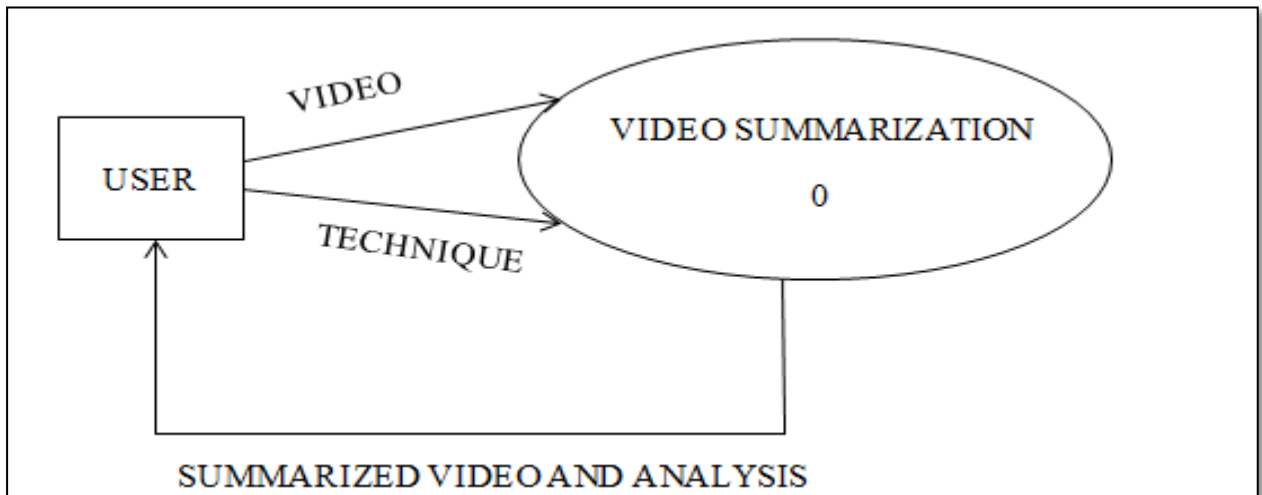 VIDEO
VIDEO SUMMARIZATION
USER
0
TECHNIQUE
SUMMARIZED VIDEO AND ANALYSIS